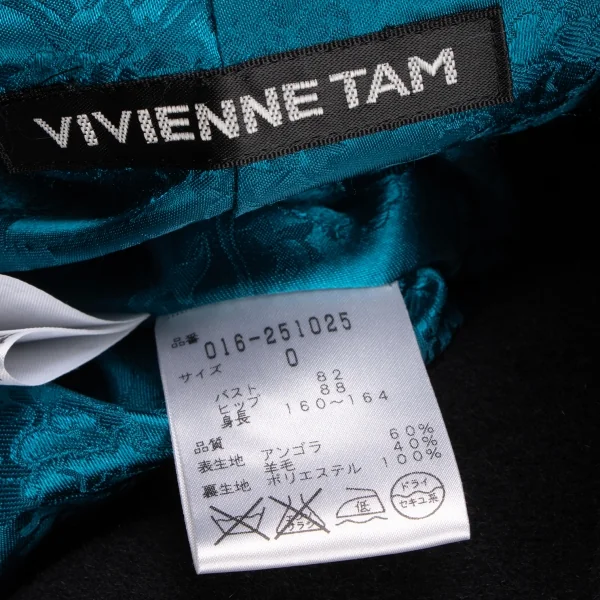 VIVIENNE TAM
品番 016-251025
サイズ 0
バスト 82
ヒップ 88
身長 160～164
品質
表生地 アンゴラ 60%
羊毛 40%
裏生地 ポリエステル 100%
低
ドライ
セキユ系